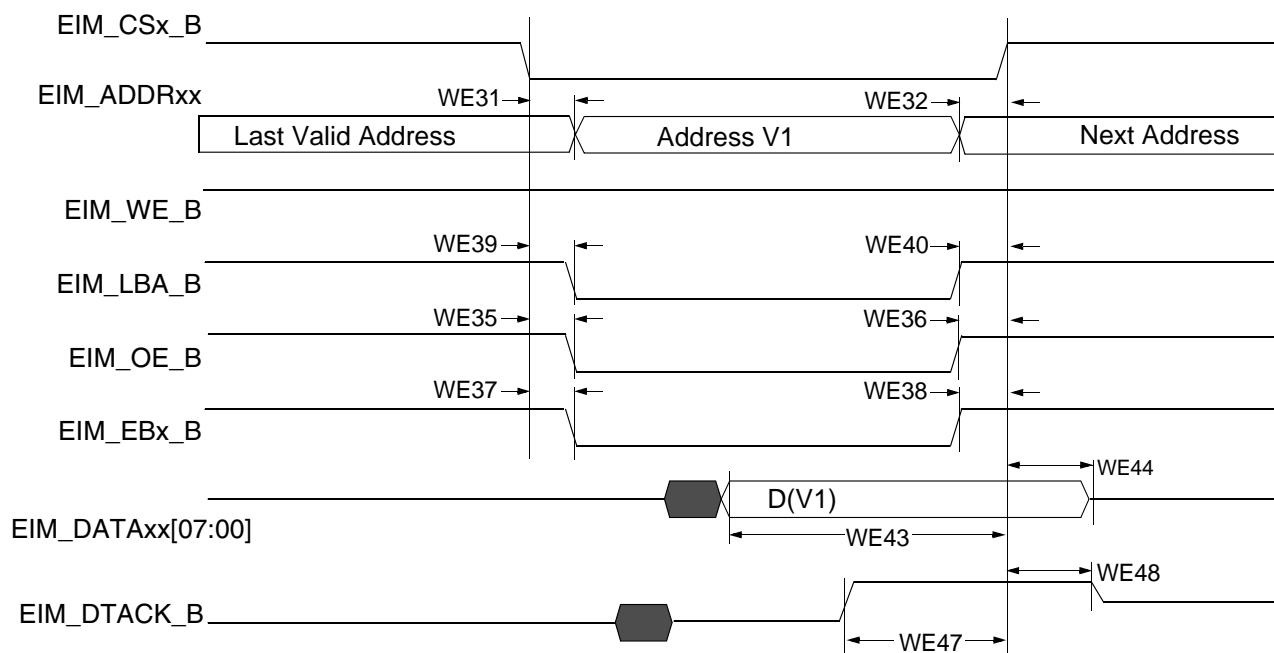 EIM_CSx_B
EIM_ADDRxx
WE31
WE32
Last Valid Address
Address V1
Next Address
EIM_WE_B
WE39
WE40
EIM_LBA_B
WE35
WE36
EIM_OE_B
WE37
WE38
EIM_EBx_B
WE44
D(V1)
EIM_DATAxx[07:00]
WE43
WE48
EIM_DTACK_B
WE47